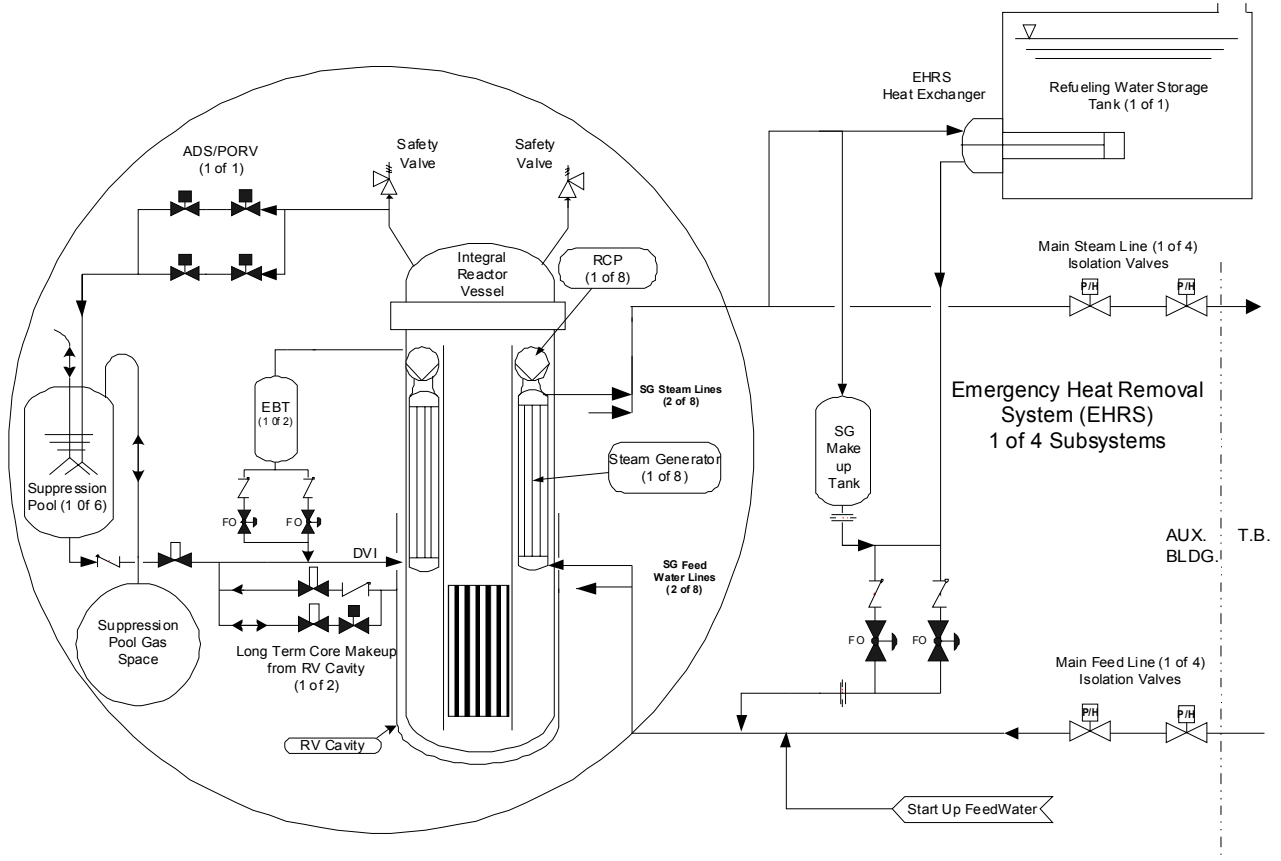 EHRS
Heat Exchanger
Refueling Water Storage
Tank (1 of 1)
ADS/PORV
(1 of 1)
Safety
Valve
Safety
Valve
Integral
Reactor
Vessel
RCP
(1 of 8)
Main Steam Line (1 of 4)
Isolation Valves
P/H
P/H
SG Steam Lines
(2 of 8)
EBT
(1 0f 2)
Emergency Heat Removal
System (EHRS)
1 of 4 Subsystems
SG
Make
up
Tank
Steam Generator
(1 of 8)
Suppression
Pool (1 0f 6)
FO
FO
DVI
AUX.
BLDG.
T.B.
SG Feed
Water Lines
(2 of 8)
Suppression
Pool Gas
Space
Long Term Core Makeup
from RV Cavity
(1 of 2)
FO
FO
Main Feed Line (1 of 4)
Isolation Valves
P/H
P/H
RV Cavity
Start Up FeedWater